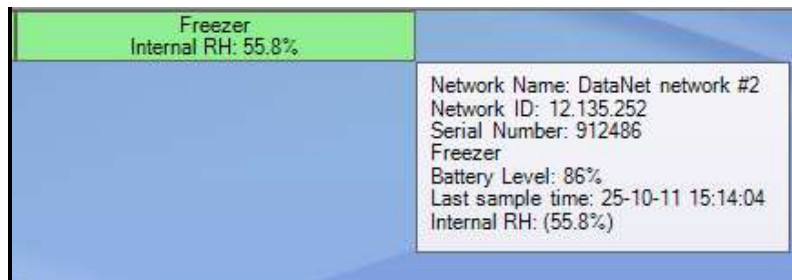 Freezer
Internal RH: 55.8%
Network Name: DataNet network #2
Network ID: 12.135.252
Serial Number: 912486
Freezer
Battery Level: 86%
Last sample time: 25-10-11 15:14:04
Internal RH: (55.8%)